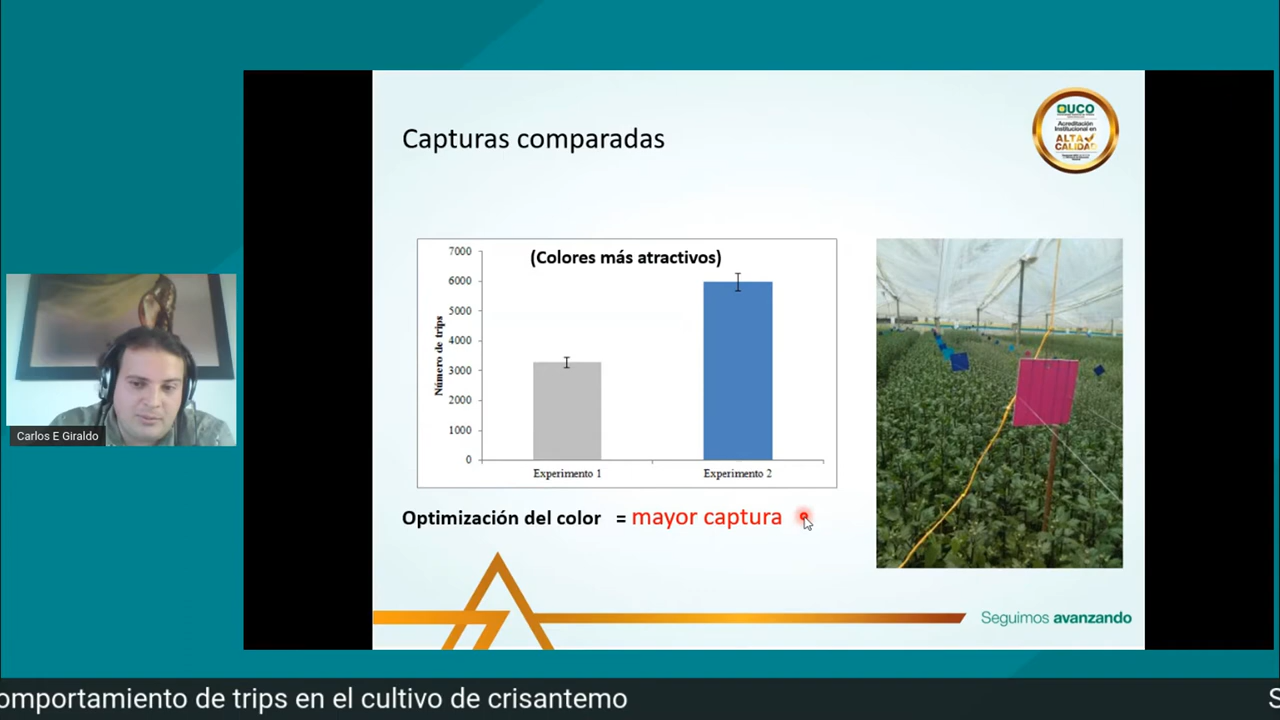 Capturas comparadas
UCO
Acreditación
Institucional en
ALTA
CALIDAD
7000
6000
5000
4000
3000
2000
1000
0
Número de trips
(Colores más atractivos)
Experimento 1
Experimento 2
Optimización del color = mayor captura
Carlos E Giraldo
Seguimos avanzando
omportamiento de trips en el cultivo de crisantemo
S